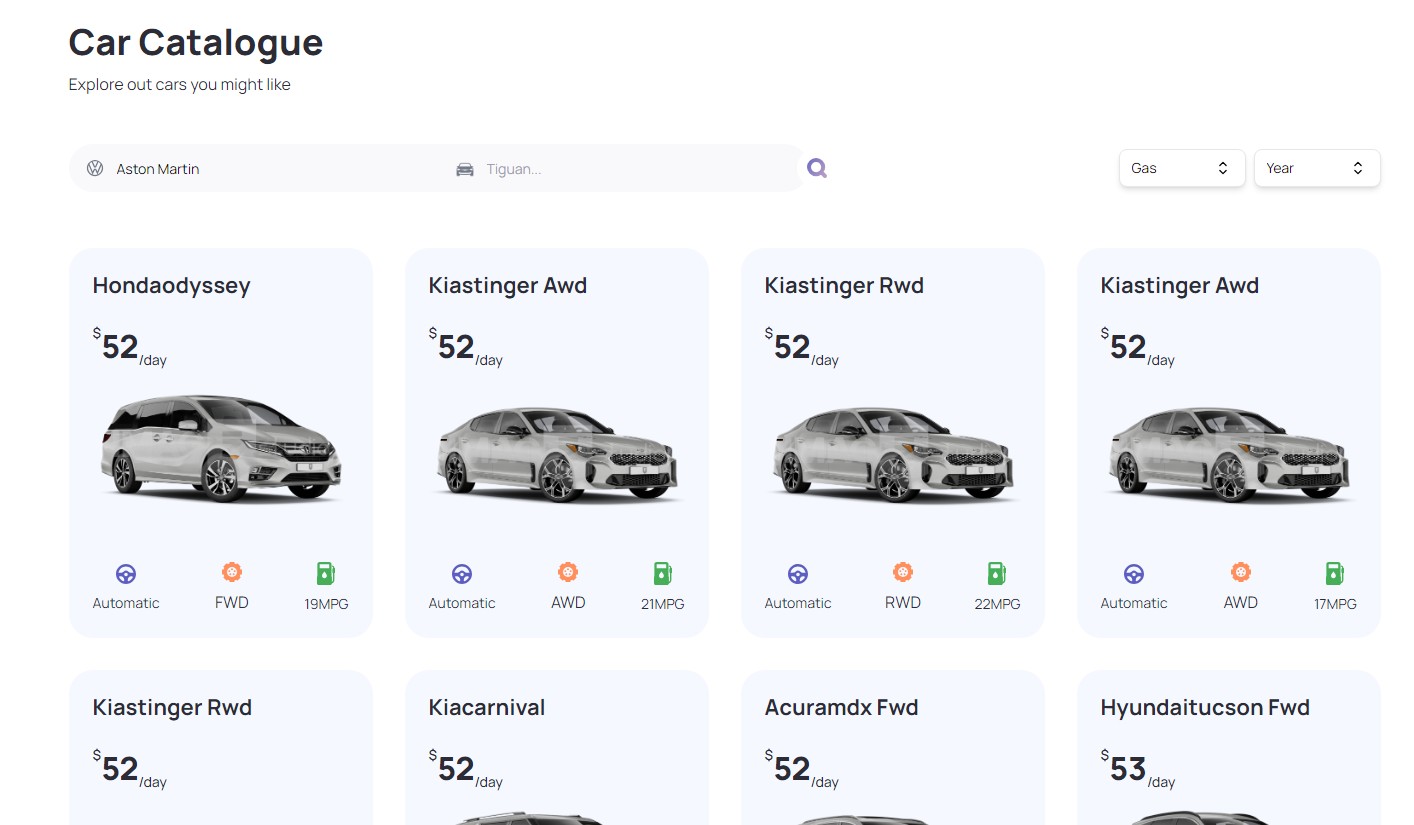 Car Catalogue
Explore out cars you might like
Aston Martin Tiguan... Gas Year
Hondaodyssey Kiastinger Awd Kiastinger Rwd Kiastinger Awd
$52/day $52/day $52/day $52/day
Automatic FWD 19MPG Automatic AWD 21MPG Automatic RWD 22MPG Automatic AWD 17MPG
Kiastinger Rwd Kiacarnival Acuramdx Fwd Hyundaitucson Fwd
$52/day $52/day $52/day $53/day